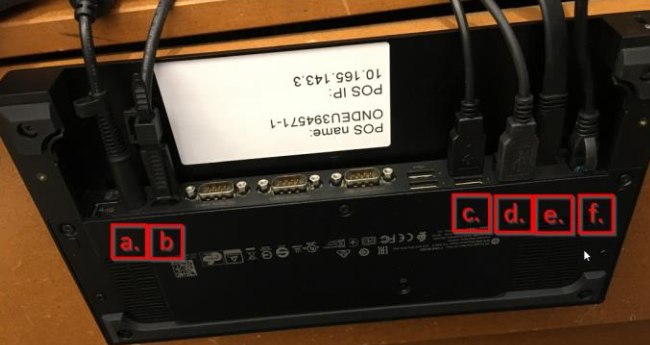 POS name:
ONDEU394571-1
POS IP:
10.165.143.3
a.
b
c.
d.
e.
f.